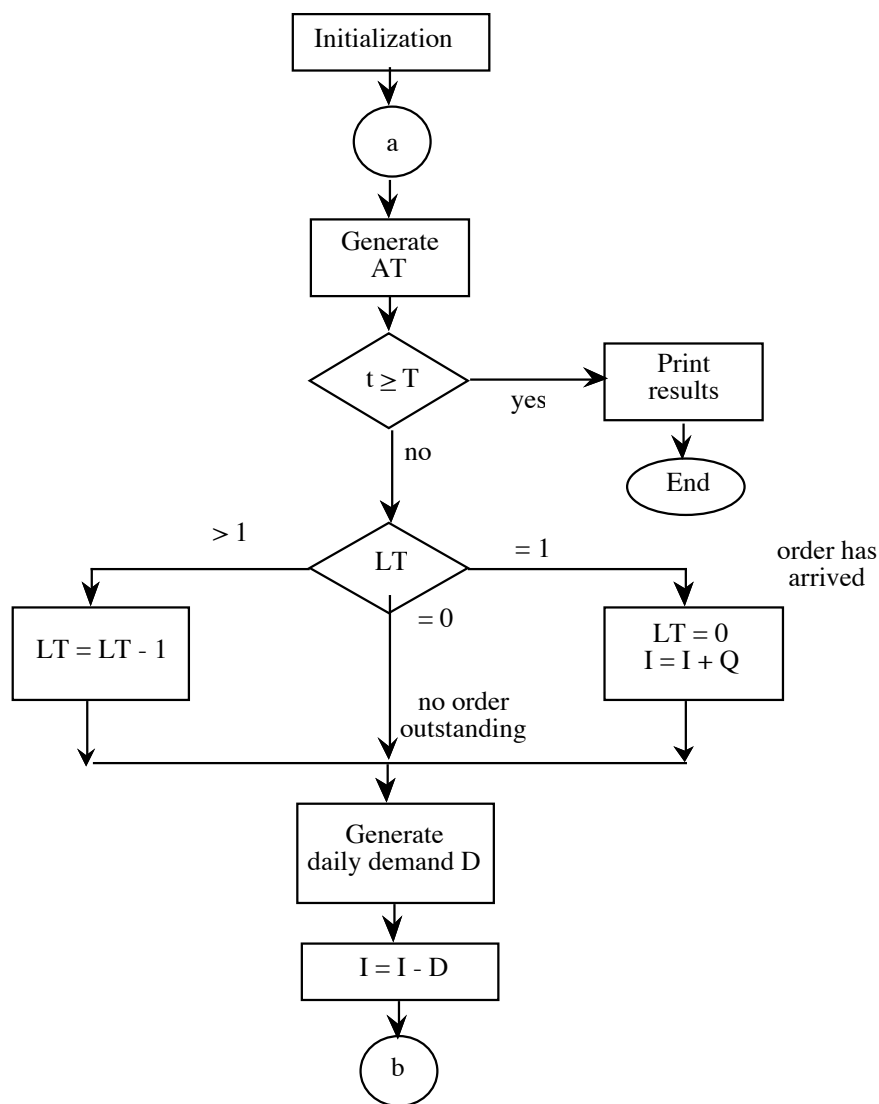 Initialization
a
Generate
AT
t ≥ T
yes
Print
results
no
End
> 1
LT
= 1
order has
arrived
= 0
LT = LT - 1
LT = 0
I = I + Q
no order
outstanding
Generate
daily demand D
I = I - D
b